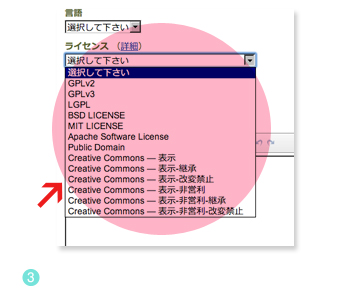 言語
選択して下さい
ライセンス （詳細）
選択して下さい
選択して下さい
GPLv2
GPLv3
LGPL
BSD LICENSE
MIT LICENSE
Apache Software License
Public Domain
Creative Commons — 表示
Creative Commons — 表示-継承
Creative Commons — 表示-改変禁止
Creative Commons — 表示-非営利
Creative Commons — 表示-非営利-継承
Creative Commons — 表示-非営利-改変禁止
3